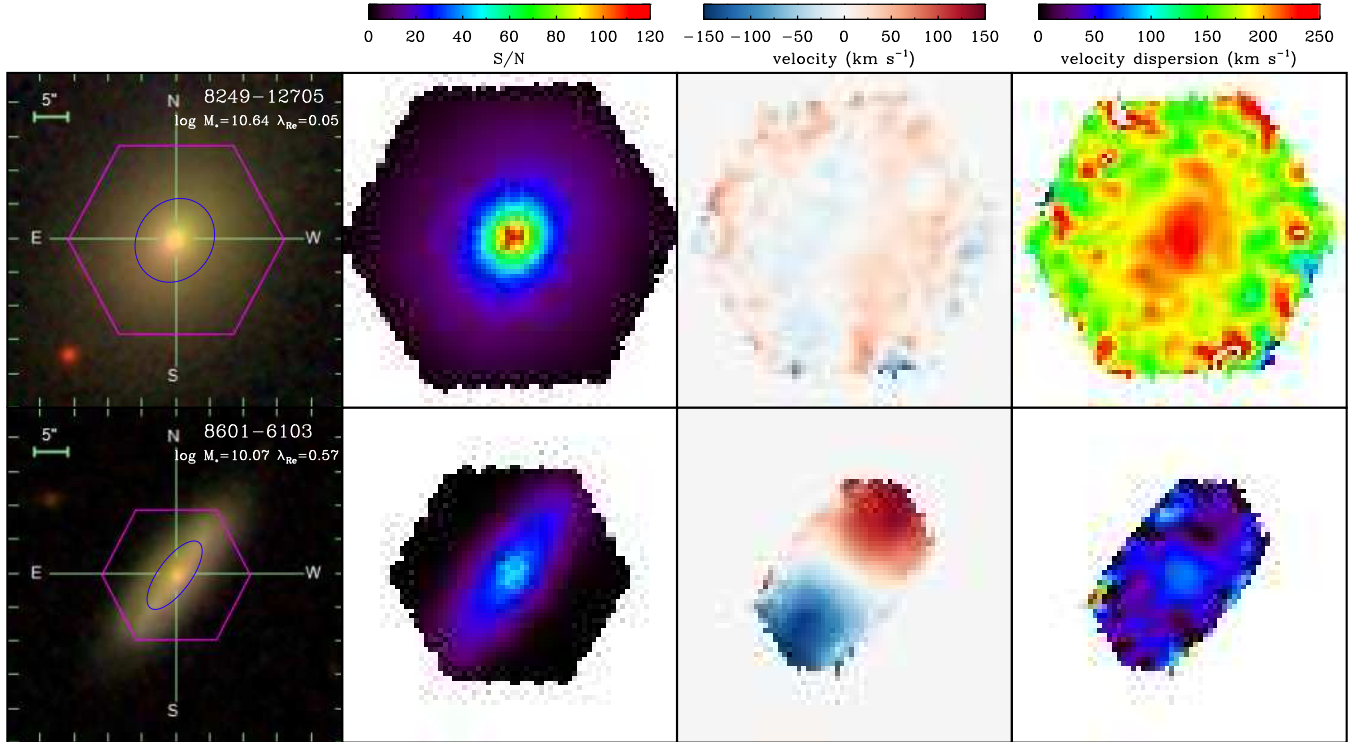 0 20 40 60 80 100 120
S/N
−150 −100 −50 0 50 100 150
velocity (km s⁻¹)
0 50 100 150 200 250
velocity dispersion (km s⁻¹)
5"
N
8249−12705
log M⋆=10.64 λRe=0.05
E
W
S
5"
N
8601−6103
log M⋆=10.07 λRe=0.57
E
W
S